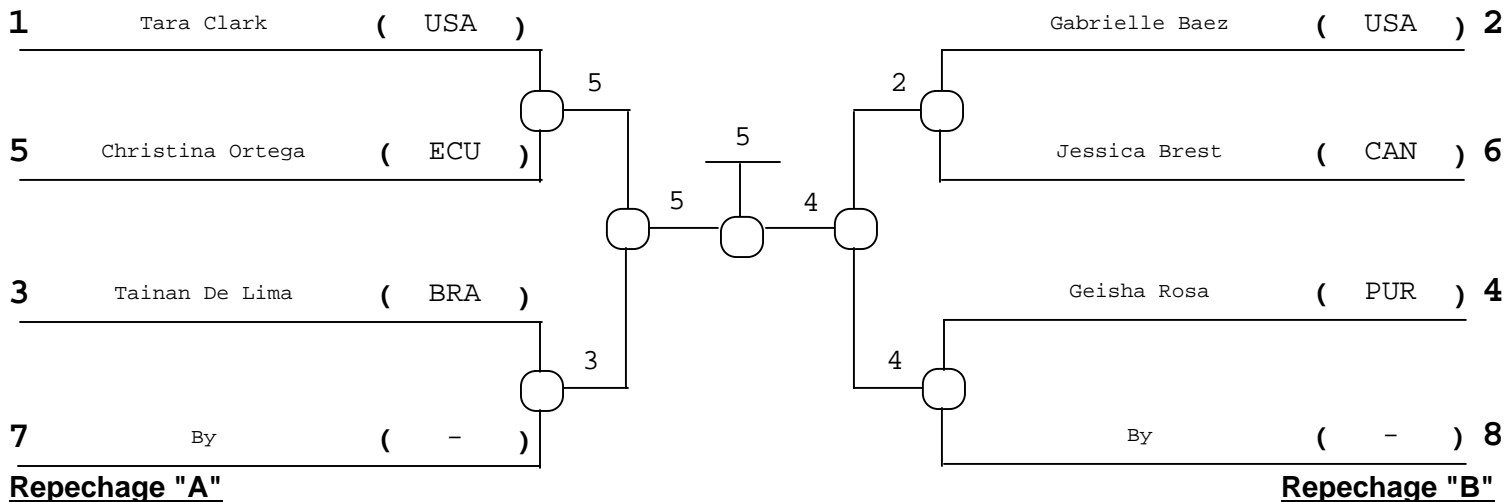 1 Tara Clark ( USA ) Gabrielle Baez ( USA ) 2
5 2
5
5 Christina Ortega ( ECU ) Jessica Brest ( CAN ) 6
5 4
3 Tainan De Lima ( BRA ) Geisha Rosa ( PUR ) 4
3 4
7 By ( - ) By ( - ) 8
Repechage "A" Repechage "B"